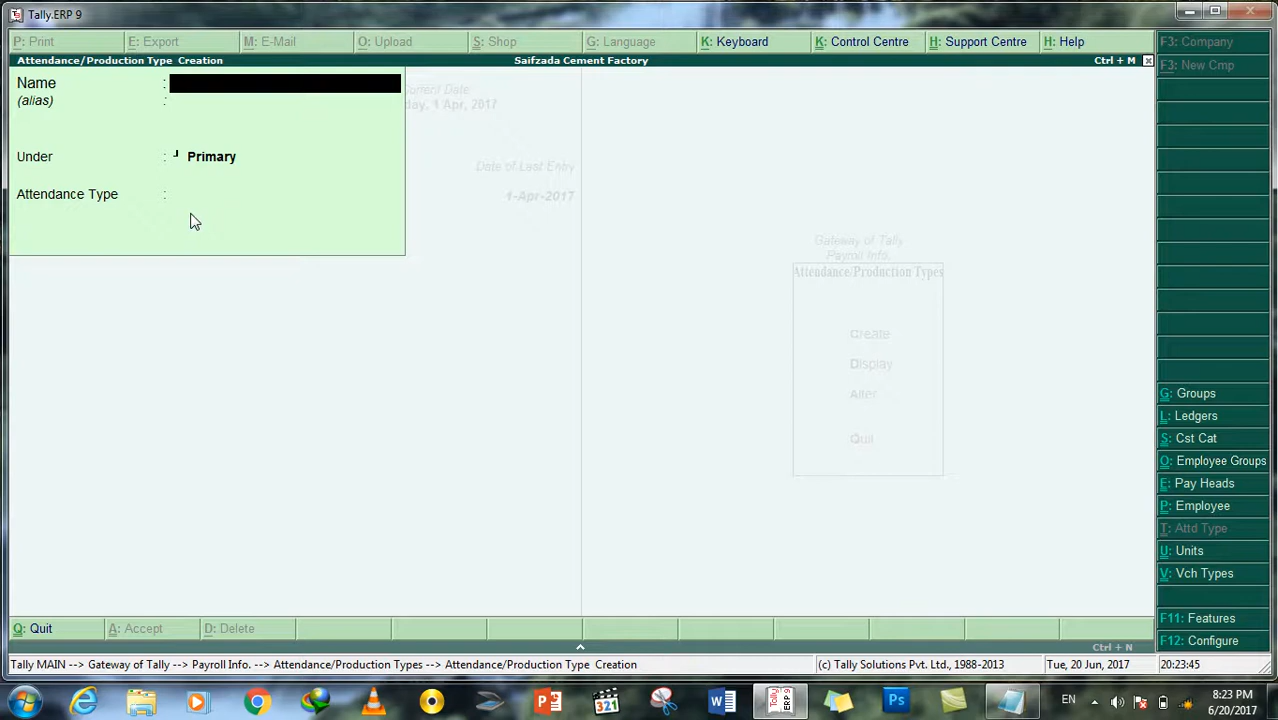 Tally.ERP 9
P: Print
E: Export
M: E-Mail
O: Upload
S: Shop
G: Language
K: Keyboard
K: Control Centre
H: Support Centre
H: Help
F3: Company
Attendance/Production Type Creation
Saifzada Cement Factory
Ctrl + M
F3: New Cmp
Name :
(alias) :
Current Date
day, 1 Apr, 2017
Under : Primary
Date of Last Entry
Attendance Type :
1-Apr-2017
Gateway of Tally
Payroll Info.
Attendance/Production Types
Create
Display
Alter
Quit
G: Groups
L: Ledgers
S: Cst Cat
O: Employee Groups
E: Pay Heads
P: Employee
T: Attd Type
U: Units
V: Vch Types
F11: Features
F12: Configure
Q: Quit
A: Accept
D: Delete
Ctrl + N
Tally MAIN --> Gateway of Tally --> Payroll Info. --> Attendance/Production Types --> Attendance/Production Type Creation
(c) Tally Solutions Pvt. Ltd., 1988-2013
Tue, 20 Jun, 2017
20:23:45
321
Tally
ERP 9
Ps
EN
8:23 PM
6/20/2017